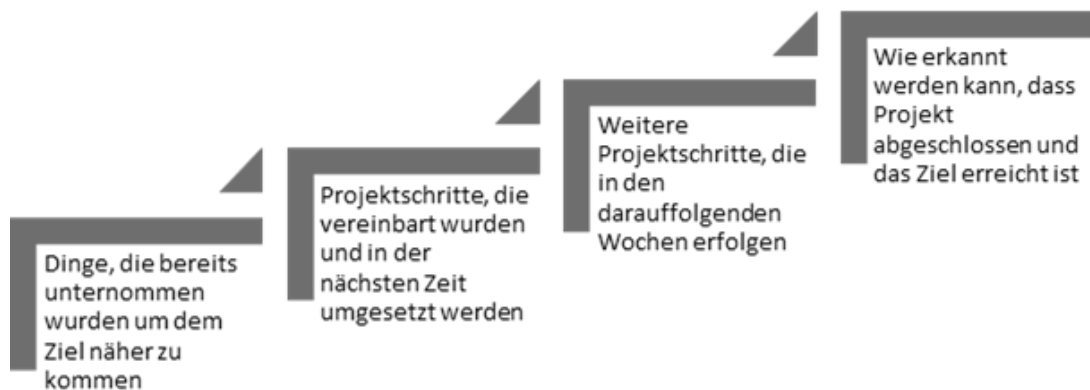 Dinge, die bereits
unternommen
wurden um dem
Ziel näher zu
kommen
Projektschritte, die
vereinbart wurden
und in der
nächsten Zeit
umgesetzt werden
Weitere
Projektschritte, die
in den
darauffolgenden
Wochen erfolgen
Wie erkannt
werden kann, dass
Projekt
abgeschlossen und
das Ziel erreicht ist